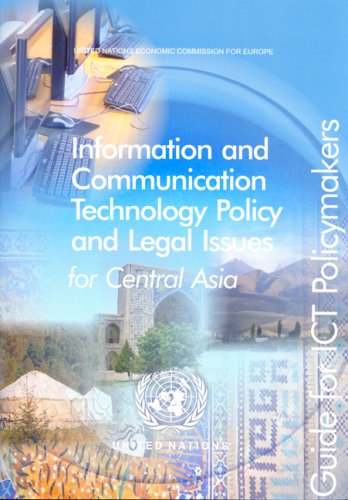 UNITED NATIONS ECONOMIC COMMISSION FOR EUROPE
Information and
Communication
Technology Policy
and Legal Issues
for Central Asia
Guide for ICT Policymakers
UNITED NATIONS